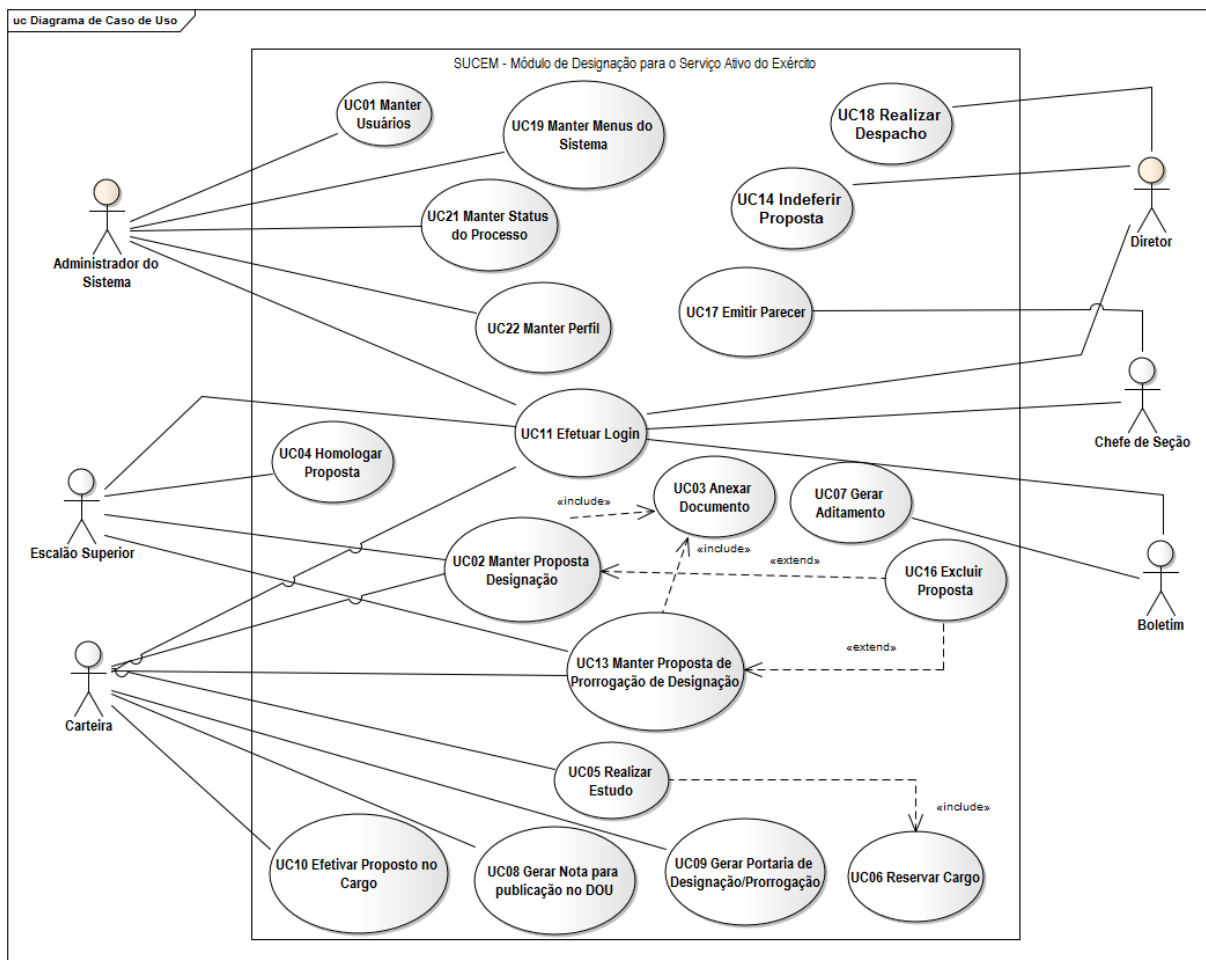 uc Diagrama de Caso de Uso
SUCEM - Módulo de Designação para o Serviço Ativo do Exército
UC01 Manter
Usuários
UC19 Manter Menus do
Sistema
UC18 Realizar
Despacho
UC14 Indeferir
Proposta
UC21 Manter Status
do Processo
Administrador do
Sistema
Diretor
UC22 Manter Perfil
UC17 Emitir Parecer
UC11 Efetuar Login
Chefe de Seção
UC04 Homologar
Proposta
UC03 Anexar
Documento
UC07 Gerar
Aditamento
«include»
Escalão Superior
«include»
UC02 Manter Proposta
Designação
«extend»
UC16 Excluir
Proposta
Boletim
UC13 Manter Proposta de
Prorrogação de Designação
«extend»
Carteira
UC05 Realizar
Estudo
«include»
UC10 Efetivar Proposto no
Cargo
UC08 Gerar Nota para
publicação no DOU
UC09 Gerar Portaria de
Designação/Prorrogação
UC06 Reservar Cargo